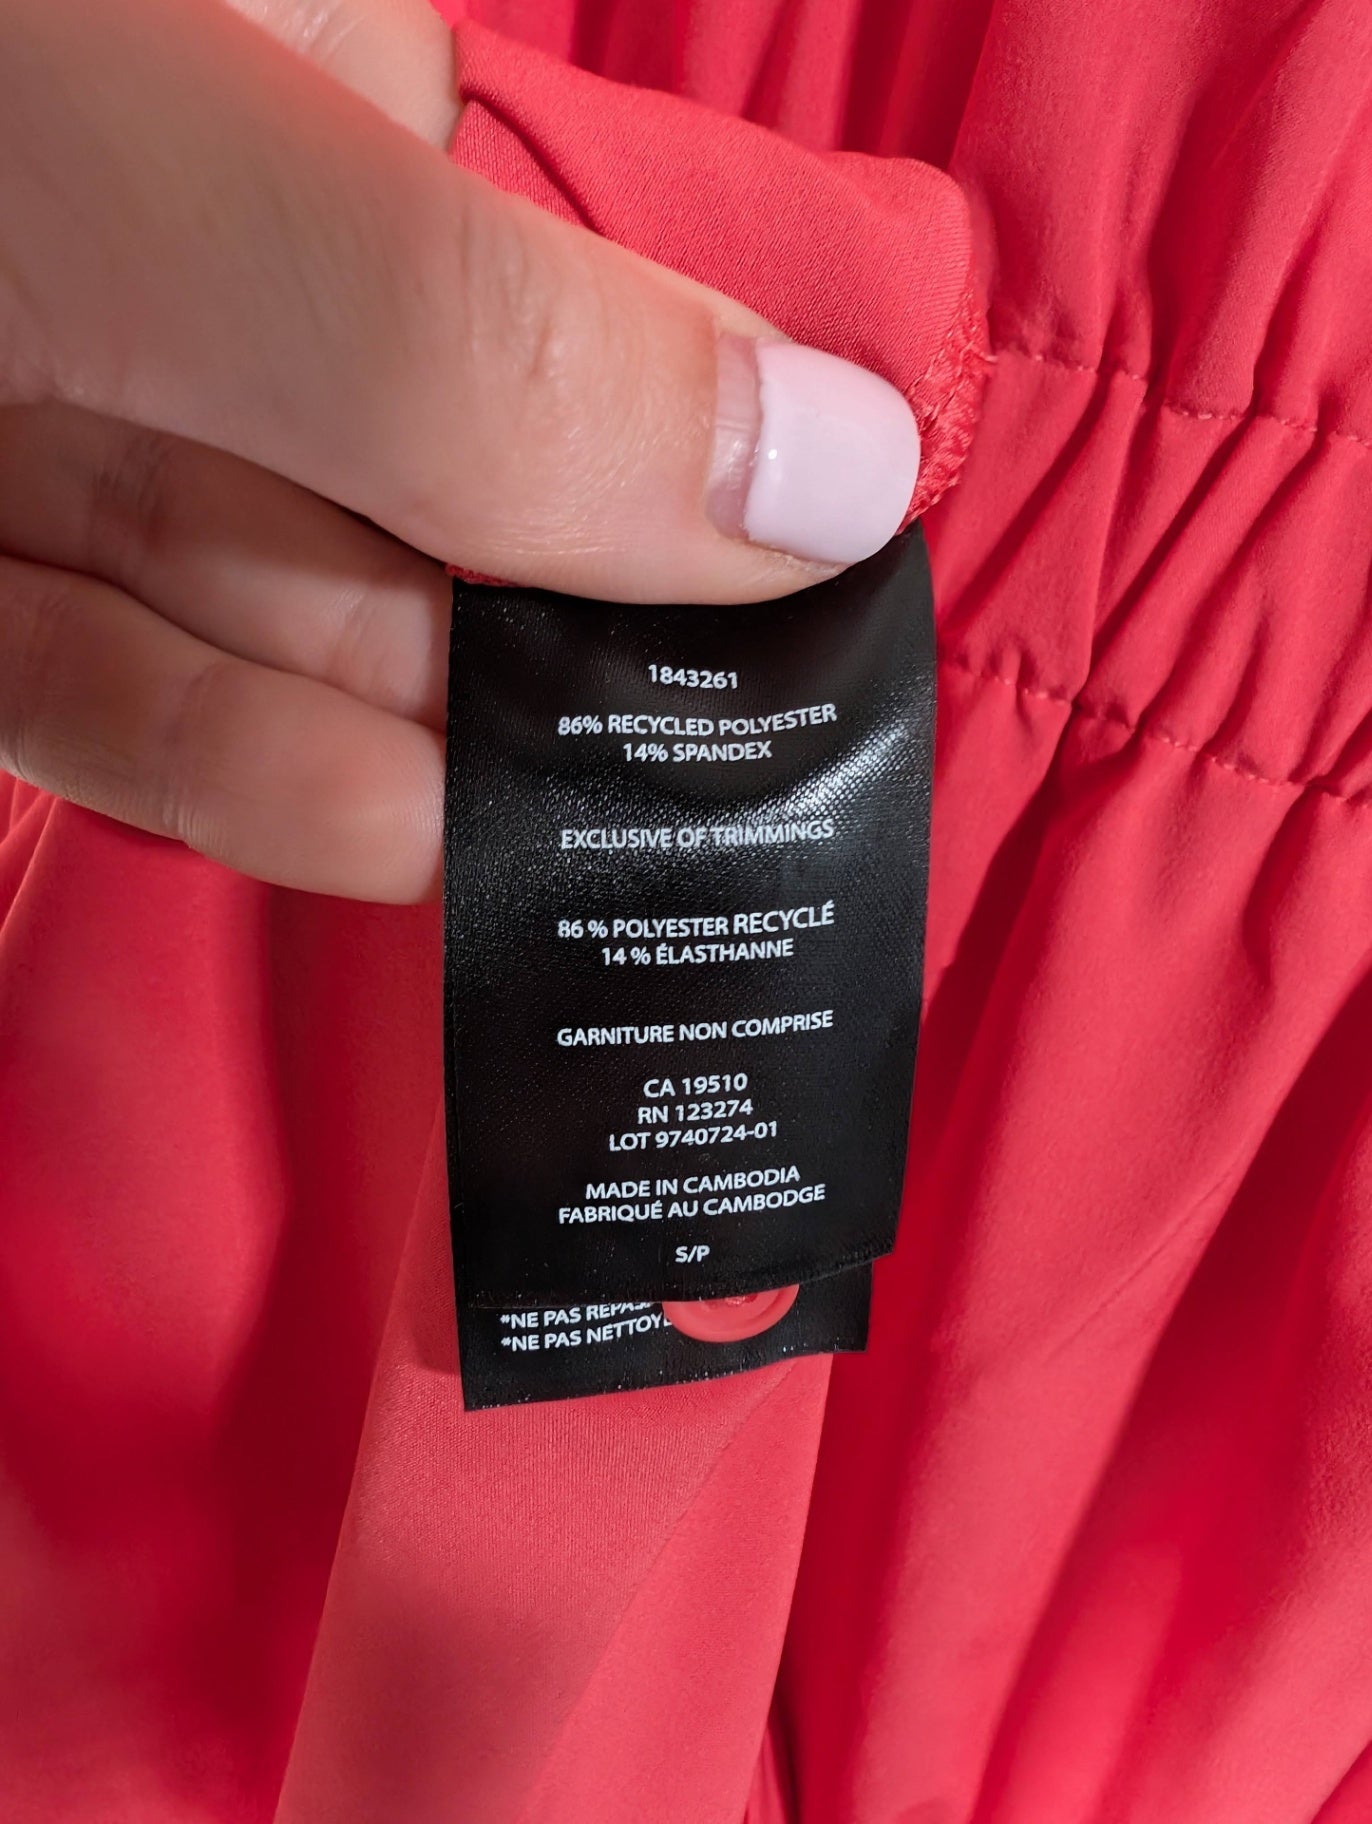 1843261
86% RECYCLED POLYESTER
14% SPANDEX
EXCLUSIVE OF TRIMMINGS
86 % POLYESTER RECYCLÉ
14 % ÉLASTHANNE
GARNITURE NON COMPRISE
CA 19510
RN 123274
LOT 9740724-01
MADE IN CAMBODIA
FABRIQUÉ AU CAMBODGE
S/P
*NE PAS
*NE PAS